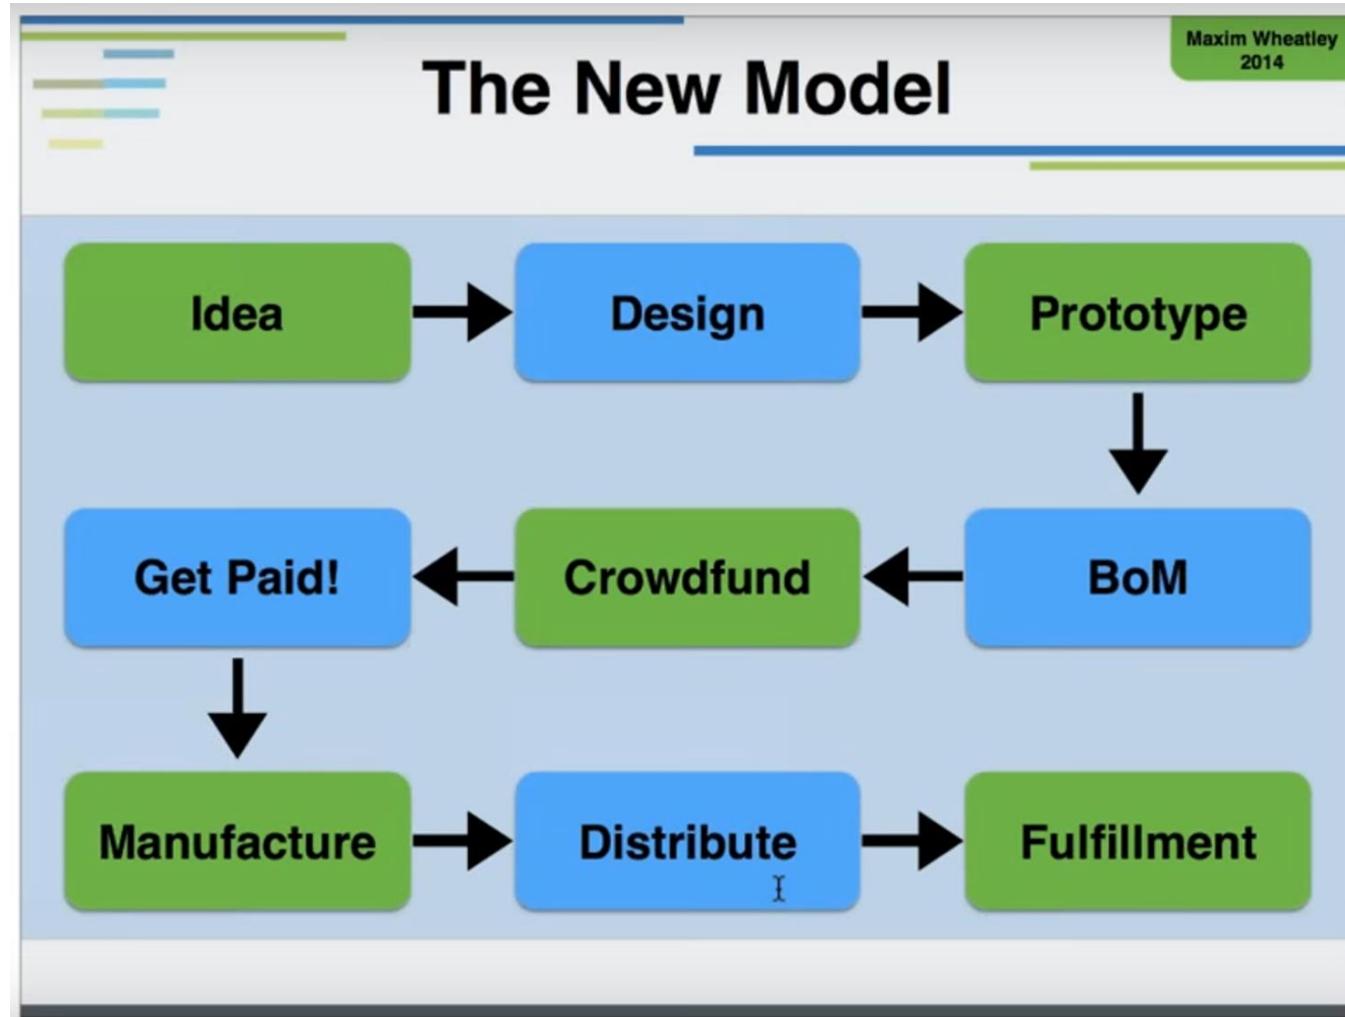 Maxim Wheatley
2014
The New Model
Idea
Design
Prototype
BoM
Crowdfund
Get Paid!
Manufacture
Distribute
Fulfillment